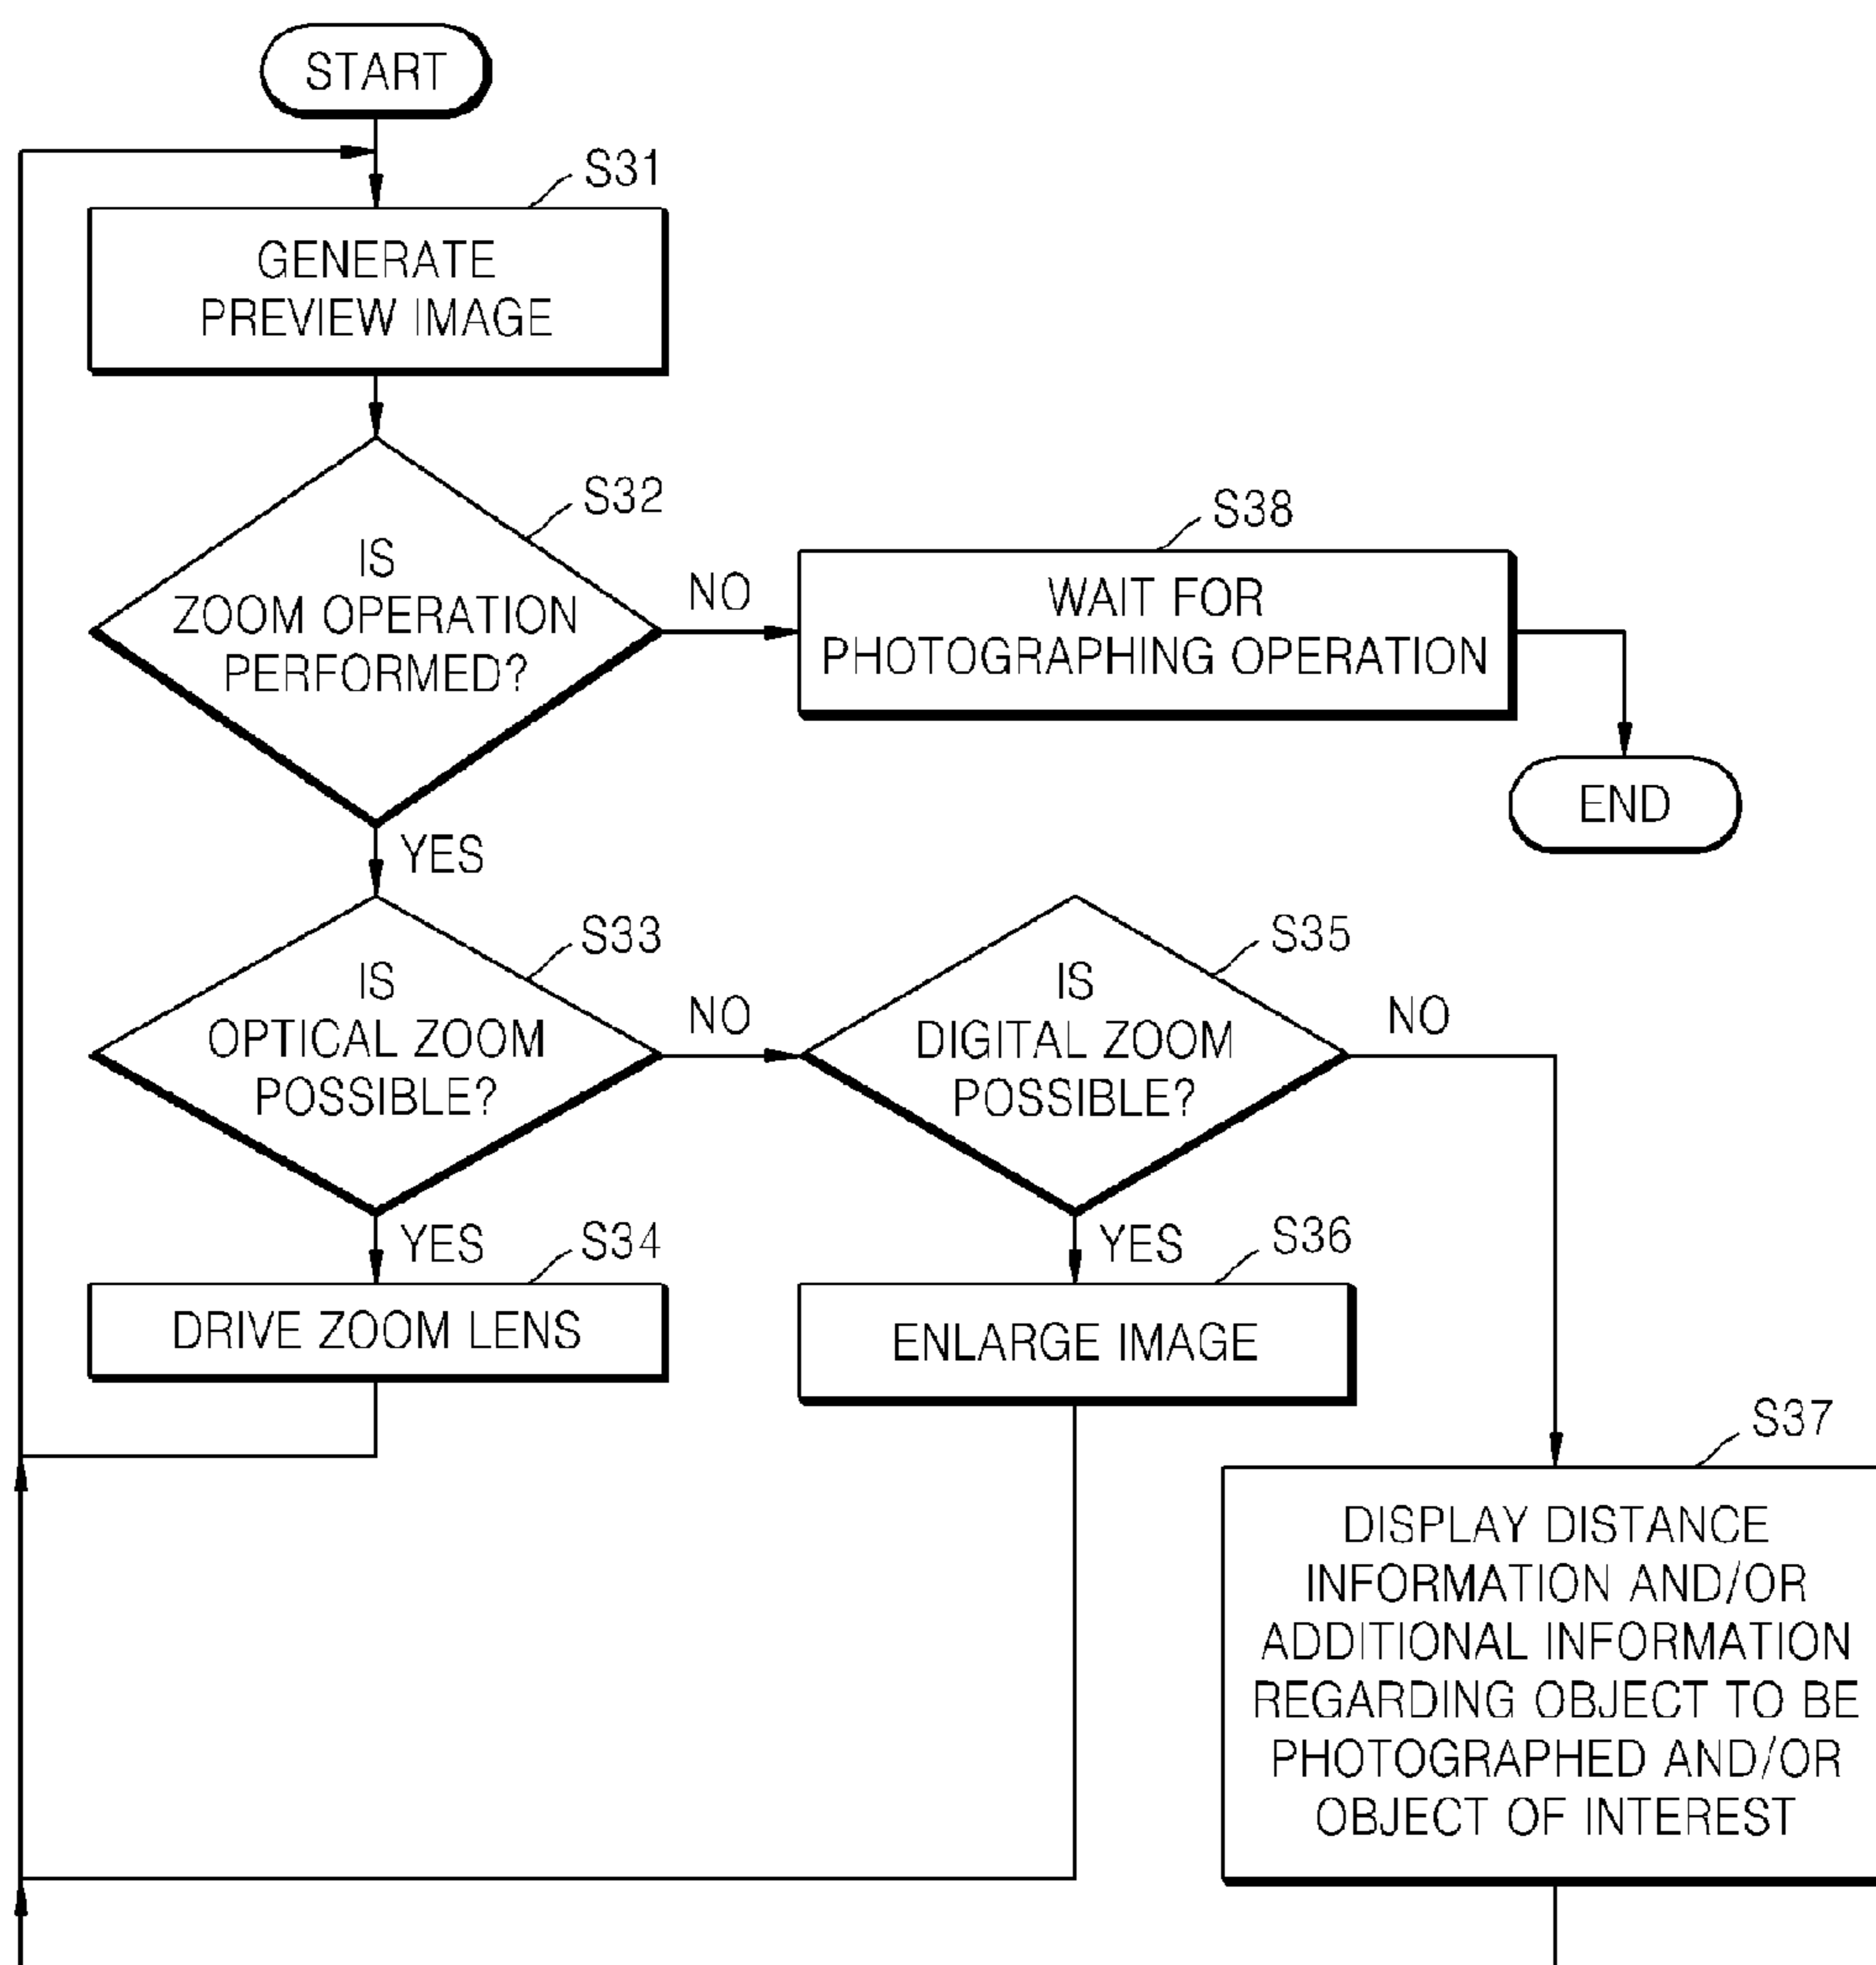 START
S31
GENERATE
PREVIEW IMAGE
S32
IS
ZOOM OPERATION
PERFORMED?
NO
S38
WAIT FOR
PHOTOGRAPHING OPERATION
END
YES
S33
IS
OPTICAL ZOOM
POSSIBLE?
NO
S35
IS
DIGITAL ZOOM
POSSIBLE?
NO
YES
S34
DRIVE ZOOM LENS
YES
S36
ENLARGE IMAGE
S37
DISPLAY DISTANCE
INFORMATION AND/OR
ADDITIONAL INFORMATION
REGARDING OBJECT TO BE
PHOTOGRAPHED AND/OR
OBJECT OF INTEREST